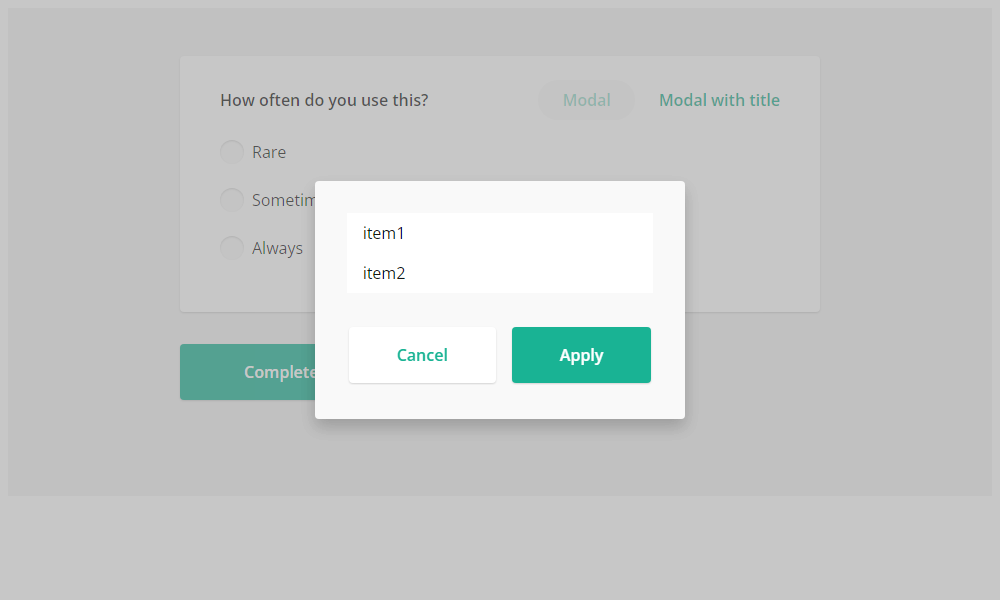 How often do you use this?
Modal
Modal with title
Rare
Sometim
Always
item1
item2
Cancel
Apply
Complete